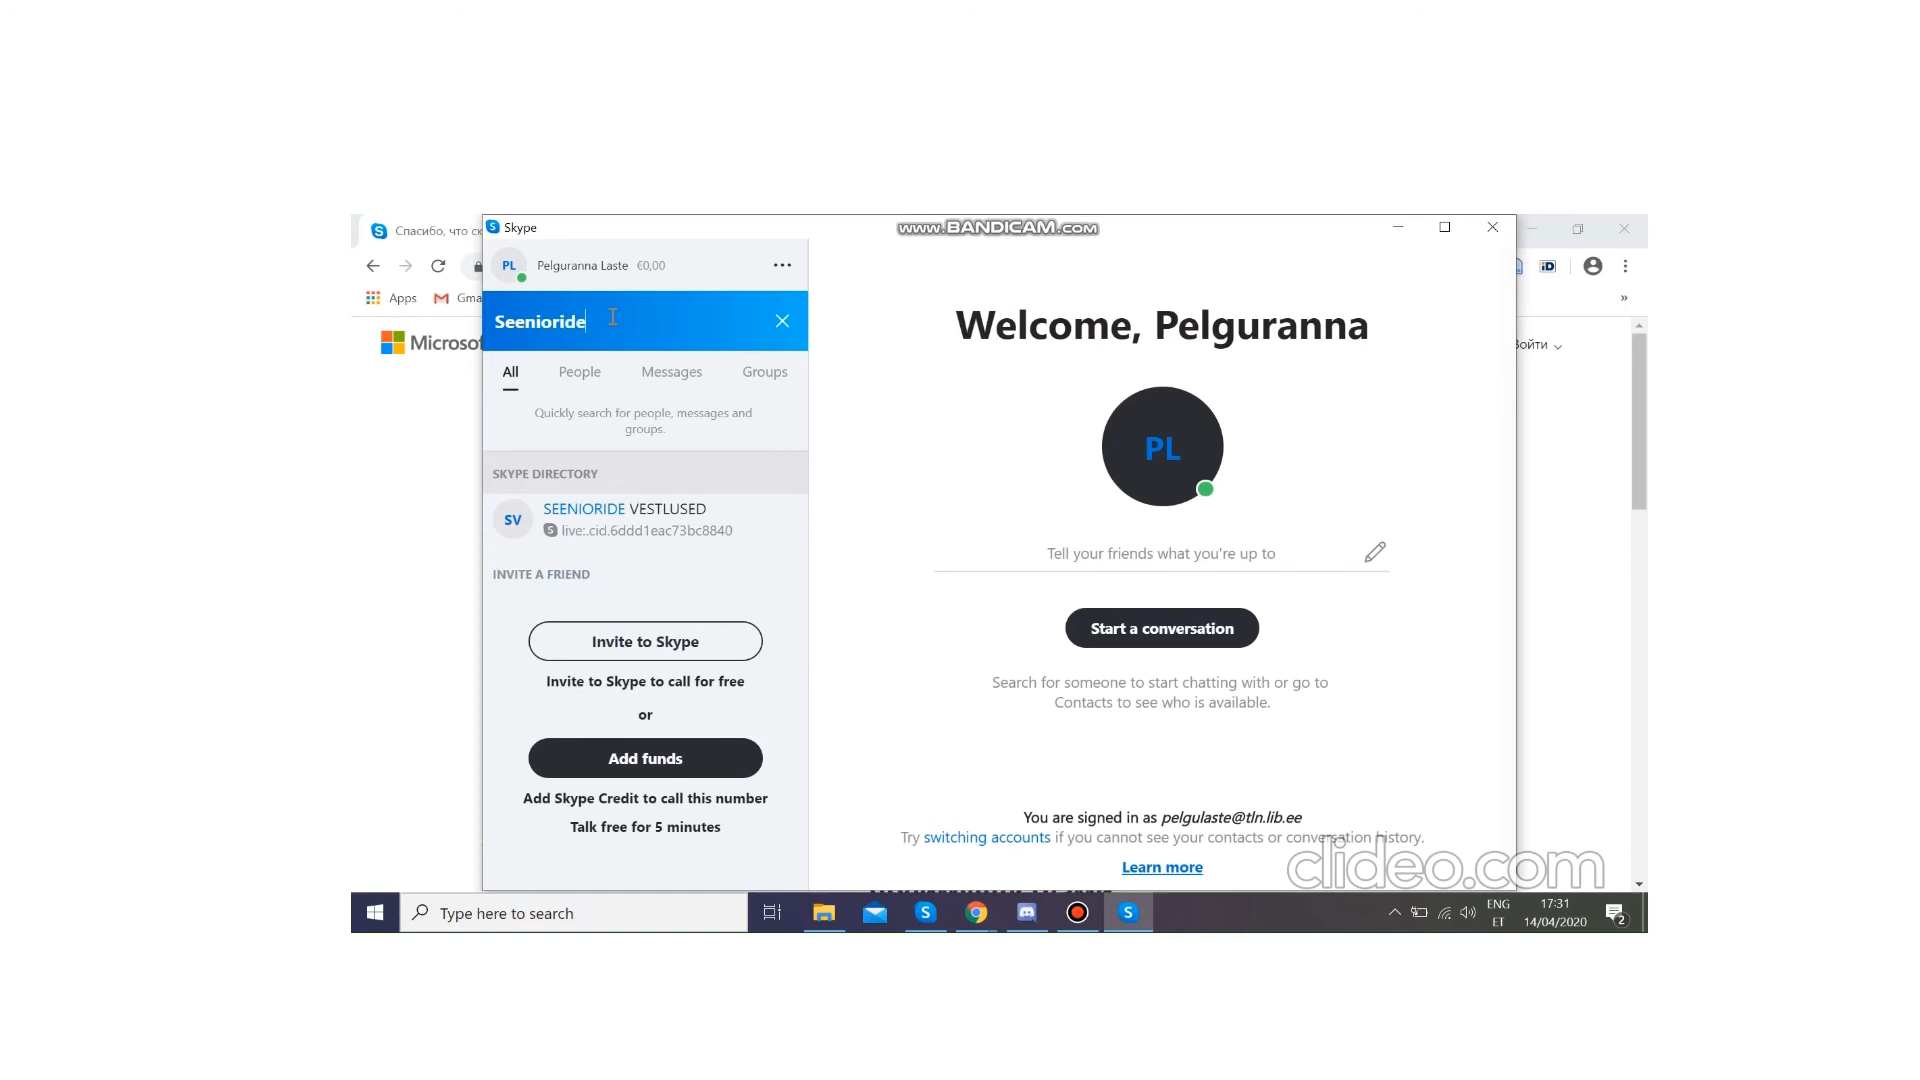 Спасибо, что ск
Skype
www.BANDICAM.com
PL
Pelguranna Laste €0,00
Apps
Gma
Seenioride
Microsof
Войти
All
People
Messages
Groups
Quickly search for people, messages and
groups.
SKYPE DIRECTORY
SV
SEENIORIDE VESTLUSED
live:.cid.6ddd1eac73bc8840
INVITE A FRIEND
Invite to Skype
Invite to Skype to call for free
or
Add funds
Add Skype Credit to call this number
Talk free for 5 minutes
Welcome, Pelguranna
PL
Tell your friends what you're up to
Start a conversation
Search for someone to start chatting with or go to
Contacts to see who is available.
You are signed in as pelgulaste@tln.lib.ee
Try switching accounts if you cannot see your contacts or conversation history.
Learn more
clideo.com
Type here to search
ENG
ET
17:31
14/04/2020
2